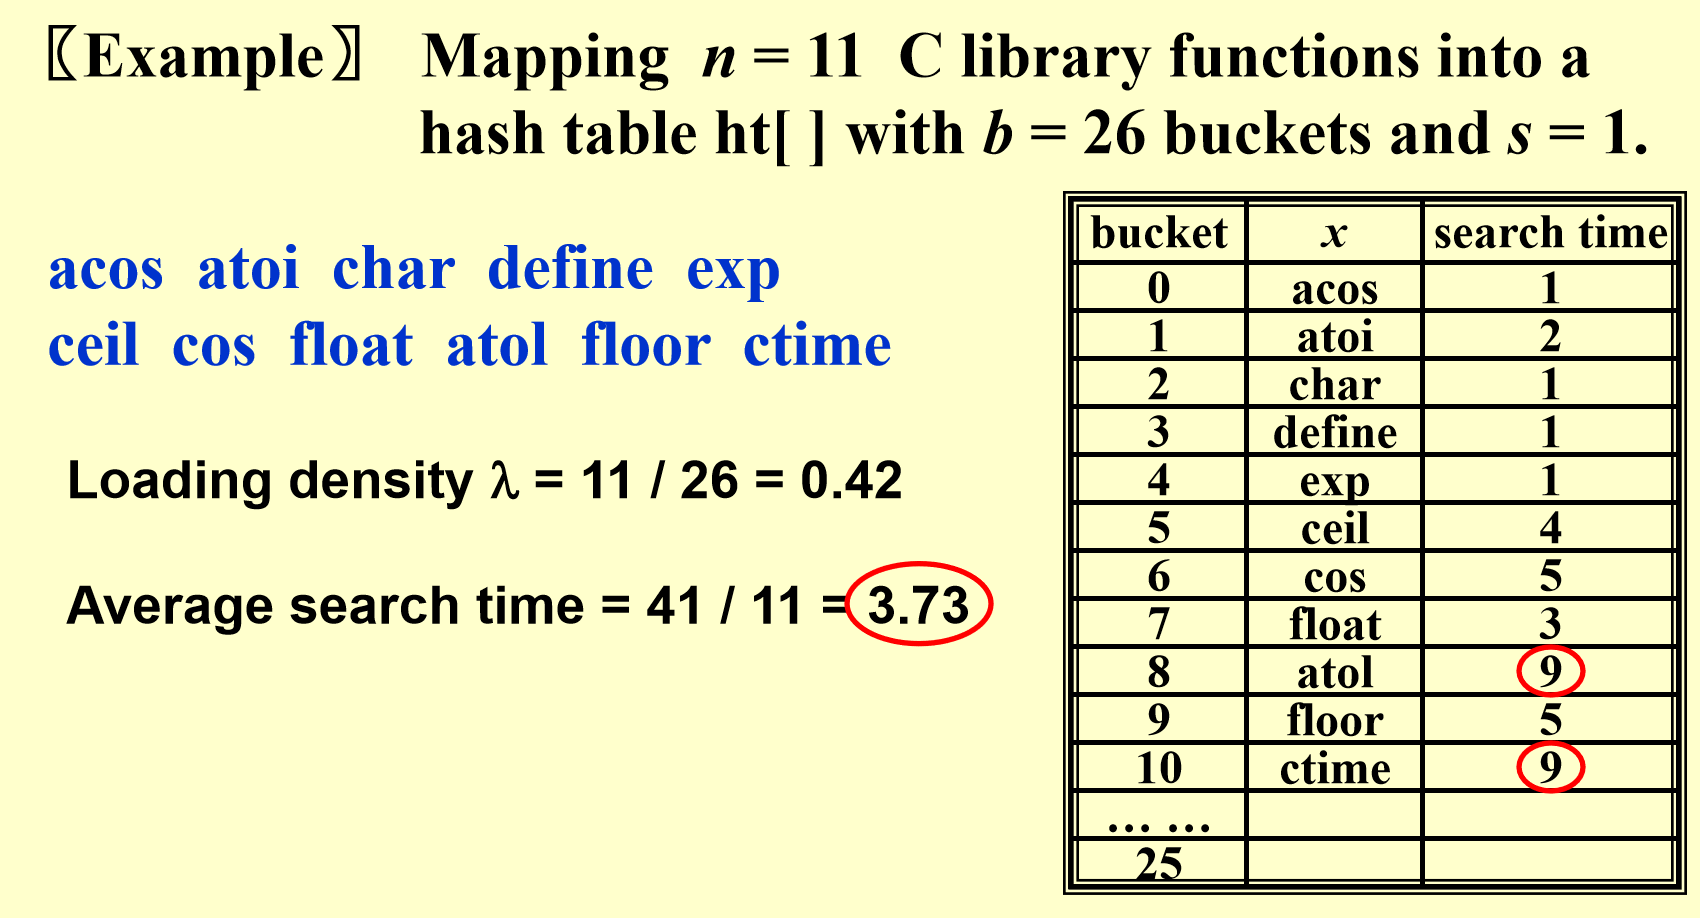 〖Example〗 Mapping n = 11 C library functions into a
hash table ht[ ] with b = 26 buckets and s = 1.
acos atoi char define exp
ceil cos float atol floor ctime
Loading density λ = 11 / 26 = 0.42
Average search time = 41 / 11 = 3.73
bucket x search time
0 acos 1
1 atoi 2
2 char 1
3 define 1
4 exp 1
5 ceil 4
6 cos 5
7 float 3
8 atol 9
9 floor 5
10 ctime 9
… …
25